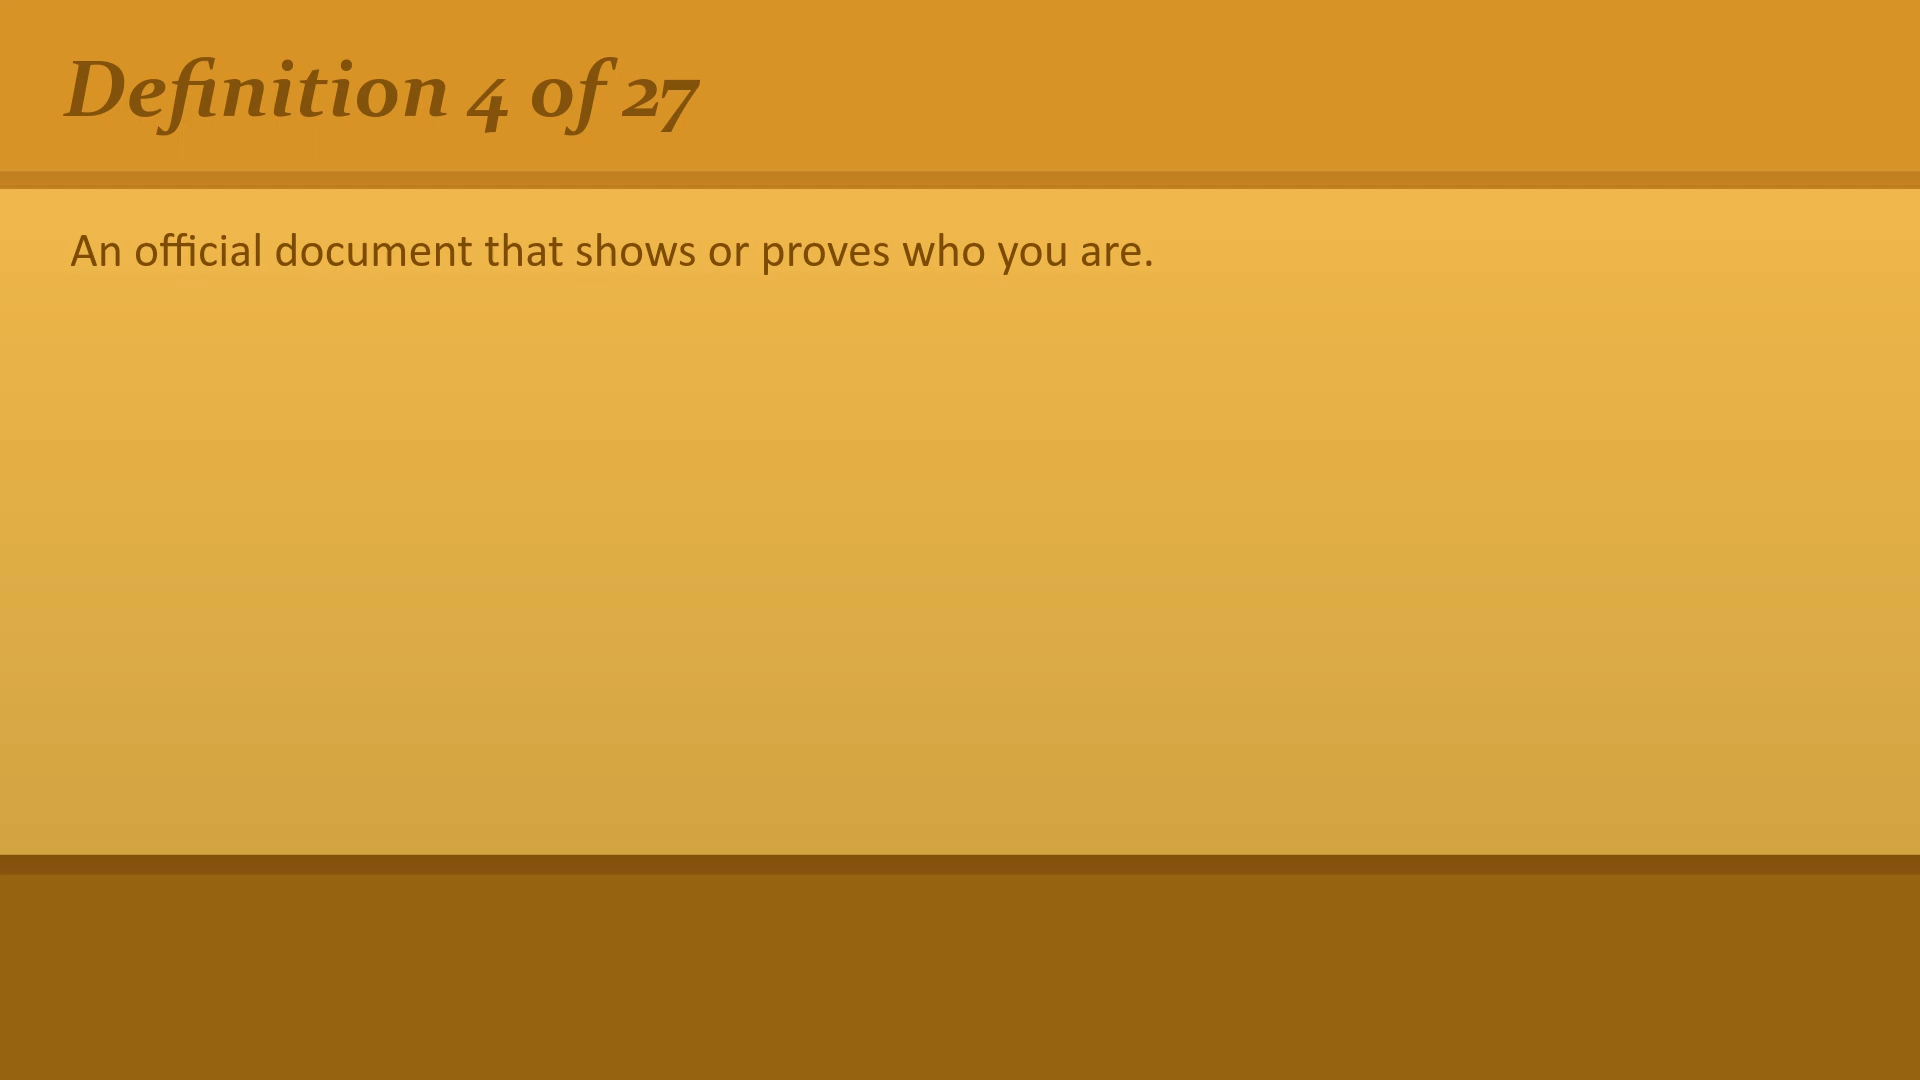 Definition 4 of 27
An official document that shows or proves who you are.